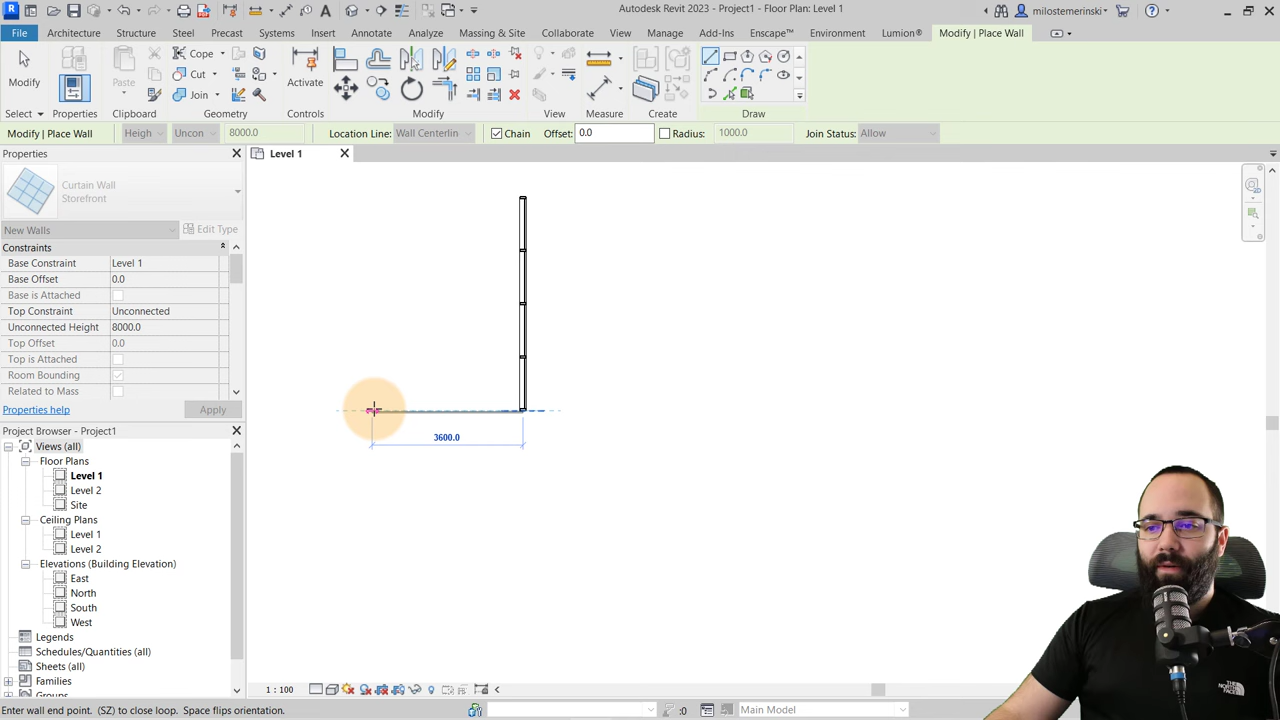 Autodesk Revit 2023 - Project1 - Floor Plan: Level 1
milostemerinski
File Architecture Structure Steel Precast Systems Insert Annotate Analyze Massing & Site Collaborate View Manage Add-Ins Enscape™ Environment Lumion® Modify | Place Wall
Modify
Paste
Cope
Cut
Join
Activate
Select Properties Clipboard Geometry Controls Modify View Measure Create Draw
Modify | Place Wall Heigh Uncon 8000.0 Location Line: Wall Centerlin Chain Offset: 0.0 Radius: 1000.0 Join Status: Allow
Properties
Level 1
Curtain Wall
Storefront
New Walls Edit Type
Constraints
Base Constraint Level 1
Base Offset 0.0
Base is Attached
Top Constraint Unconnected
Unconnected Height 8000.0
Top Offset 0.0
Top is Attached
Room Bounding
Related to Mass
Properties help Apply
Project Browser - Project1
Views (all)
Floor Plans
Level 1
Level 2
Site
Ceiling Plans
Level 1
Level 2
Elevations (Building Elevation)
East
North
South
West
Legends
Schedules/Quantities (all)
Sheets (all)
Families
Groups
3600.0
1 : 100
Enter wall end point. (SZ) to close loop. Space flips orientation.
:0
Main Model
THE
NORTH
FACE